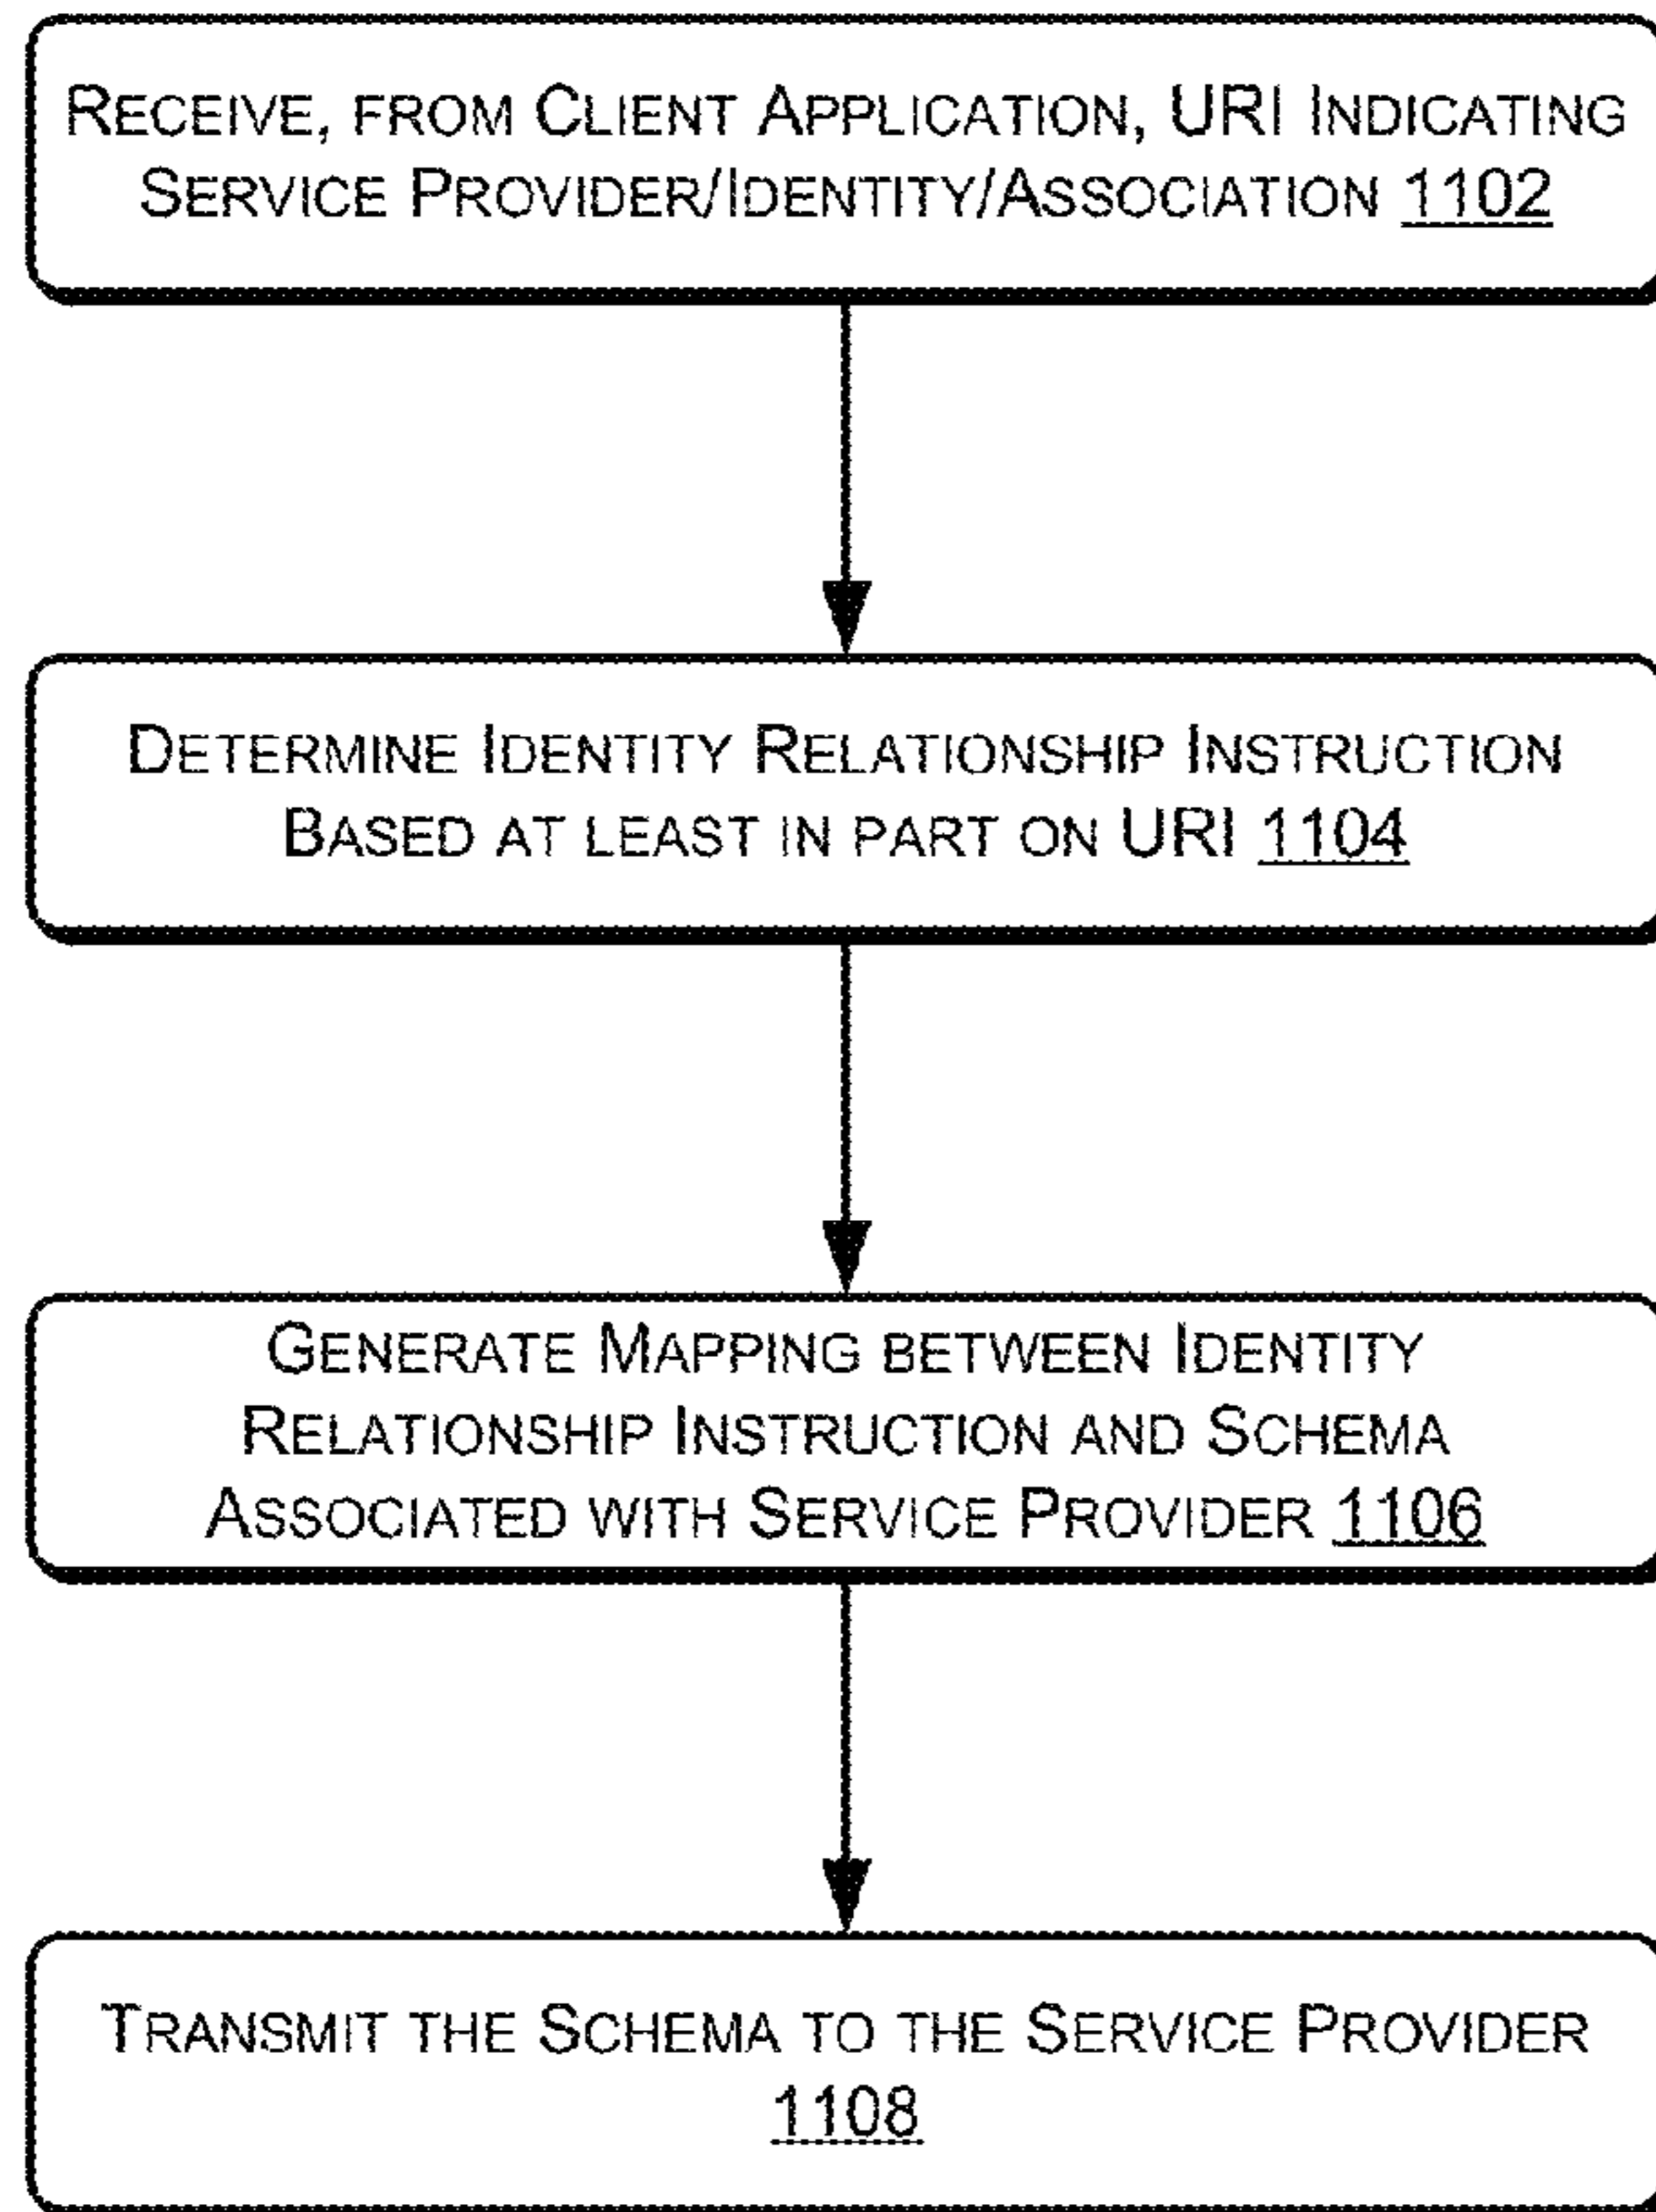 RECEIVE, FROM CLIENT APPLICATION, URI INDICATING
SERVICE PROVIDER/IDENTITY/ASSOCIATION 1102
DETERMINE IDENTITY RELATIONSHIP INSTRUCTION
BASED AT LEAST IN PART ON URI 1104
GENERATE MAPPING BETWEEN IDENTITY
RELATIONSHIP INSTRUCTION AND SCHEMA
ASSOCIATED WITH SERVICE PROVIDER 1106
TRANSMIT THE SCHEMA TO THE SERVICE PROVIDER
1108